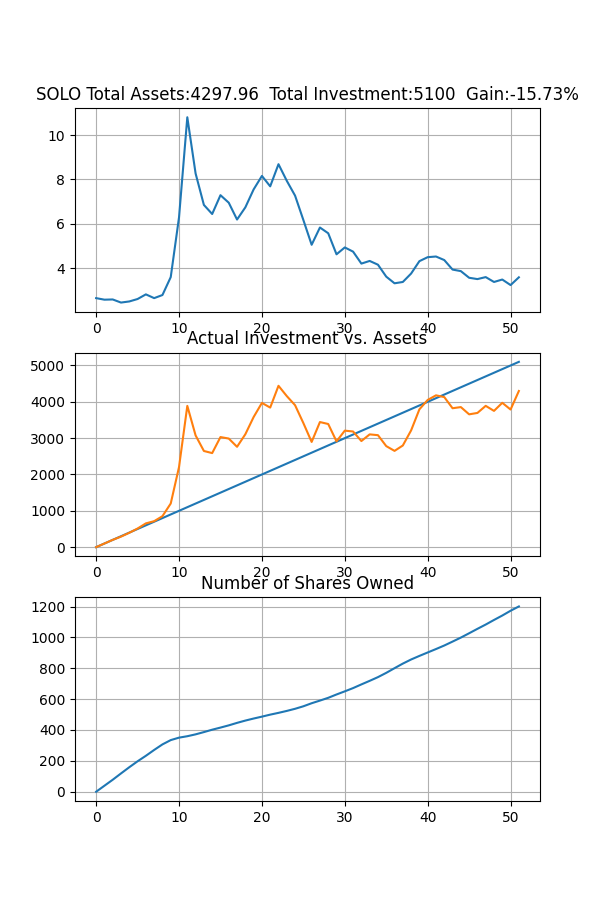 SOLO Total Assets:4297.96  Total Investment:5100  Gain:-15.73%
10
8
6
4
0 10 20 30 40 50
Actual Investment vs. Assets
5000
4000
3000
2000
1000
0
0 10 20 30 40 50
Number of Shares Owned
1200
1000
800
600
400
200
0
0 10 20 30 40 50